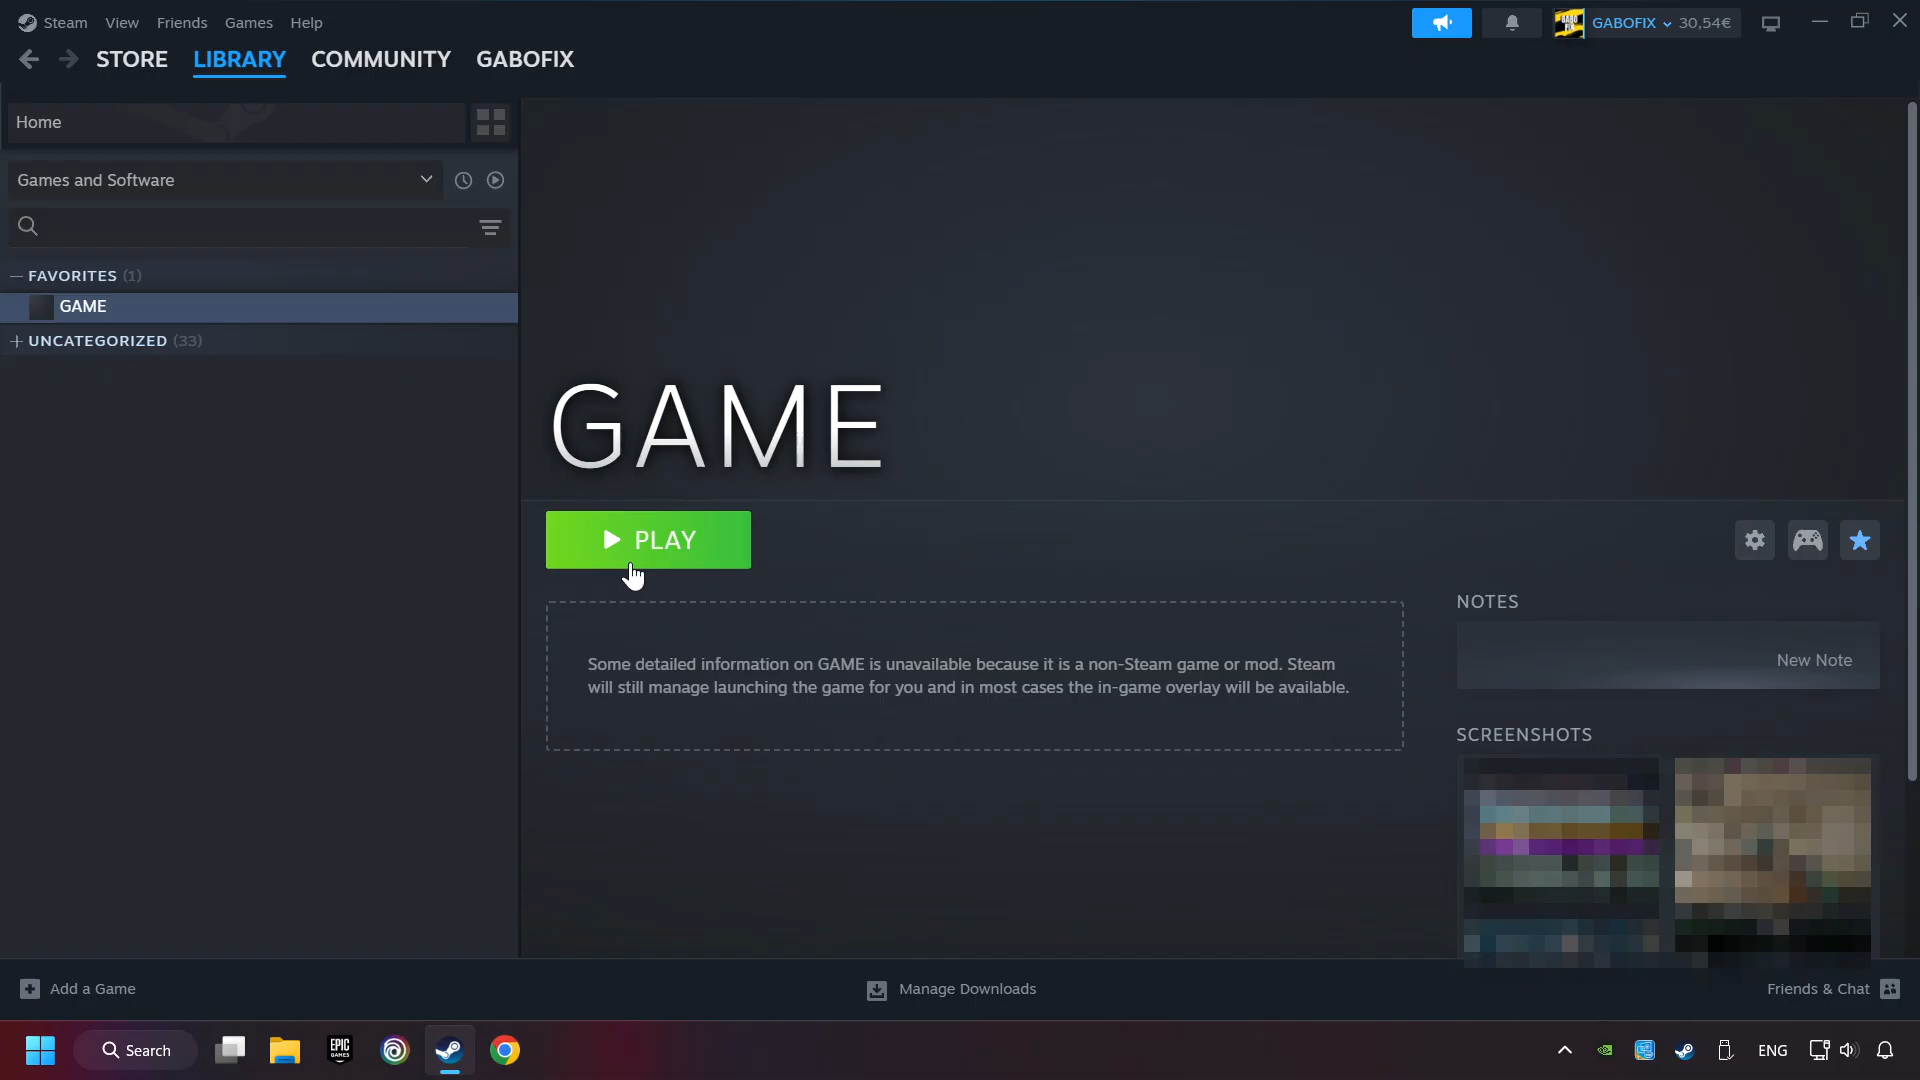 Steam View Friends Games Help
GABOFIX 30,54€
STORE LIBRARY COMMUNITY GABOFIX
Home
Games and Software
FAVORITES (1)
GAME
UNCATEGORIZED (33)
GAME
PLAY
Some detailed information on GAME is unavailable because it is a non-Steam game or mod. Steam
will still manage launching the game for you and in most cases the in-game overlay will be available.
NOTES
New Note
SCREENSHOTS
Add a Game
Manage Downloads
Friends & Chat
Search
EPIC
GAMES
ENG